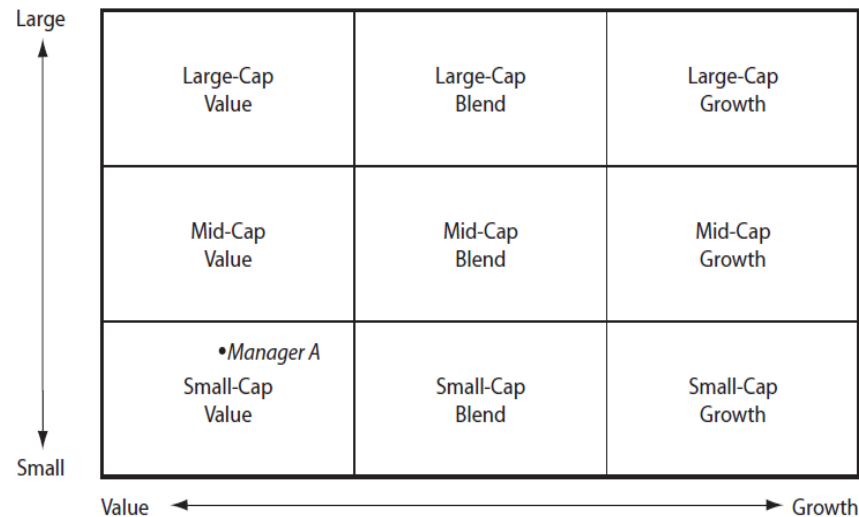 Large
Large-Cap
Value
Large-Cap
Blend
Large-Cap
Growth
Mid-Cap
Value
Mid-Cap
Blend
Mid-Cap
Growth
•Manager A
Small-Cap
Value
Small-Cap
Blend
Small-Cap
Growth
Small
Value
Growth